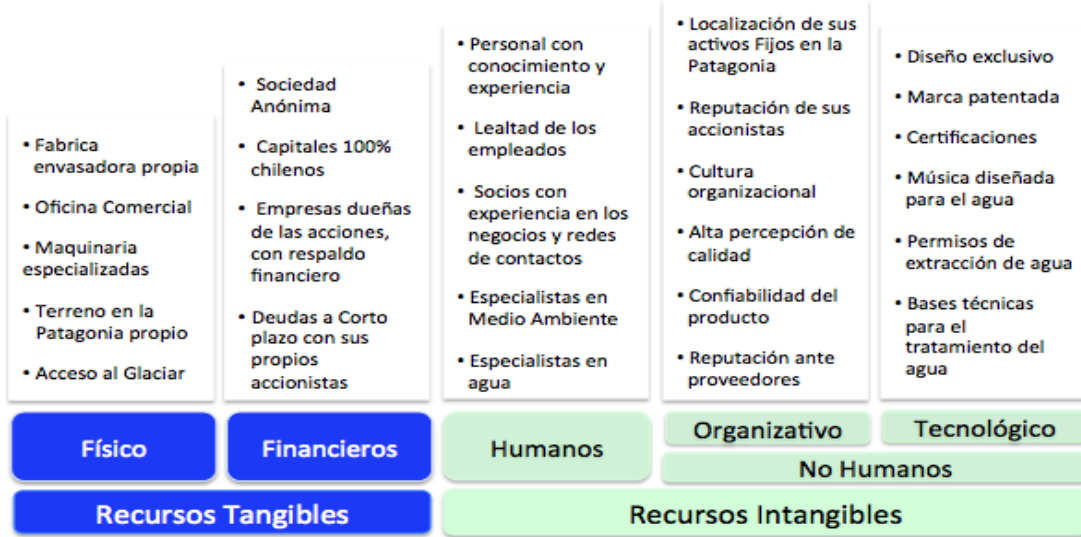 • Fabrica
envasadora propia
• Oficina Comercial
• Maquinaria
especializadas
• Terreno en la
Patagonia propio
• Acceso al Glaciar
• Sociedad
Anónima
• Capitales 100%
chilenos
• Empresas dueñas
de las acciones,
con respaldo
financiero
• Deudas a Corto
plazo con sus
propios
accionistas
• Personal con
conocimiento y
experiencia
• Lealtad de los
empleados
• Socios con
experiencia en los
negocios y redes
de contactos
• Especialistas en
Medio Ambiente
• Especialistas en
agua
• Localización de sus
activos Fijos en la
Patagonia
• Reputación de sus
accionistas
• Cultura
organizacional
• Alta percepción de
calidad
• Confiabilidad del
producto
• Reputación ante
proveedores
• Diseño exclusivo
• Marca patentada
• Certificaciones
• Música diseñada
para el agua
• Permisos de
extracción de agua
• Bases técnicas
para el
tratamiento del
agua
Físico
Financieros
Humanos
Organizativo
Tecnológico
No Humanos
Recursos Tangibles
Recursos Intangibles